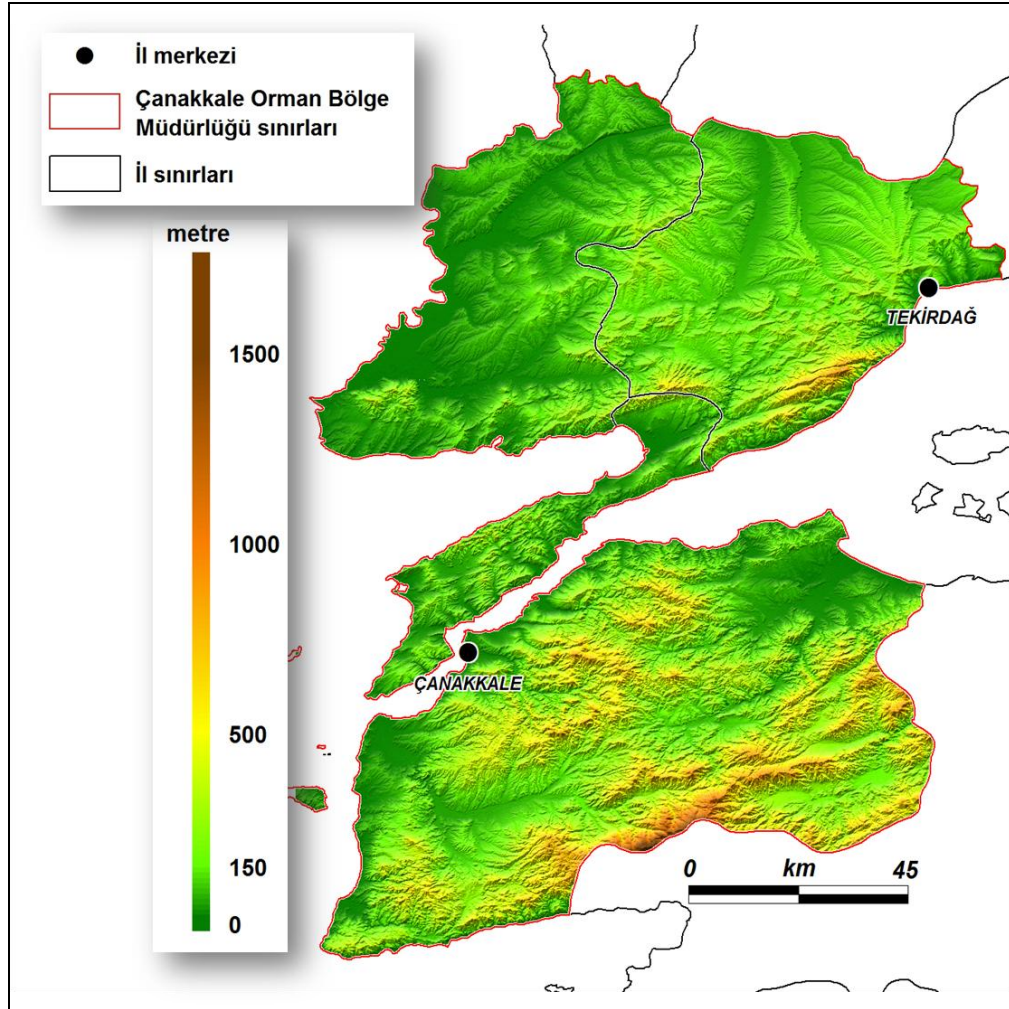 İl merkezi
Çanakkale Orman Bölge
Müdürlüğü sınırları
İl sınırları
metre
1500
1000
500
150
0
TEKİRDAĞ
ÇANAKKALE
0 km 45